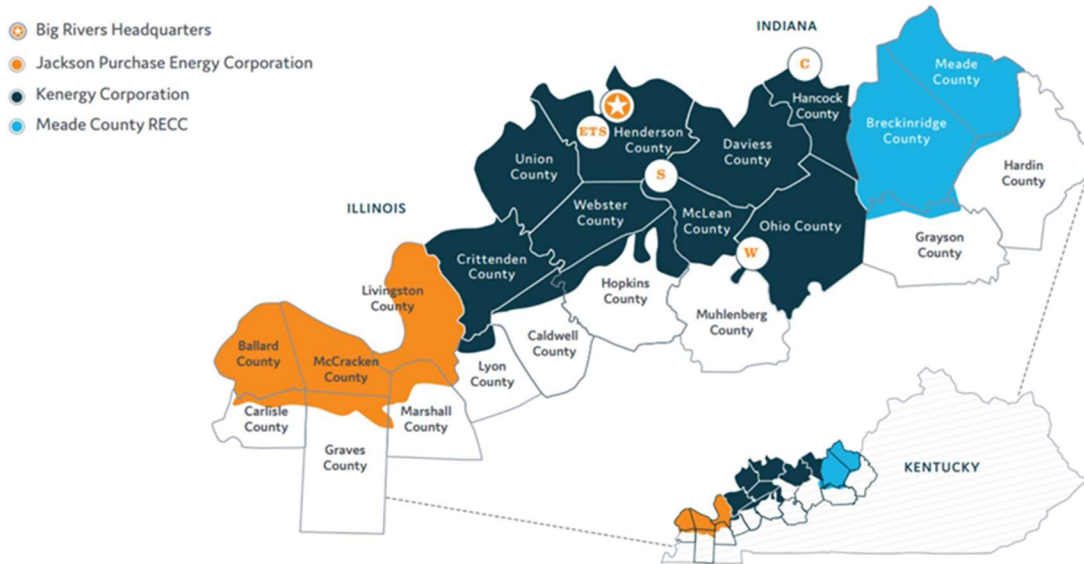 Big Rivers Headquarters
Jackson Purchase Energy Corporation
Kenergy Corporation
Meade County RECC
INDIANA
C
Meade
County
Hancock
County
Breckinridge
County
ETS
Henderson
County
Daviess
County
Union
County
Hardin
County
S
ILLINOIS
Webster
County
McLean
County
Ohio County
Grayson
County
W
Crittenden
County
Livingston
County
Hopkins
County
Muhlenberg
County
Caldwell
County
Ballard
County
McCracken
County
Lyon
County
Carlisle
County
Marshall
County
Graves
County
KENTUCKY